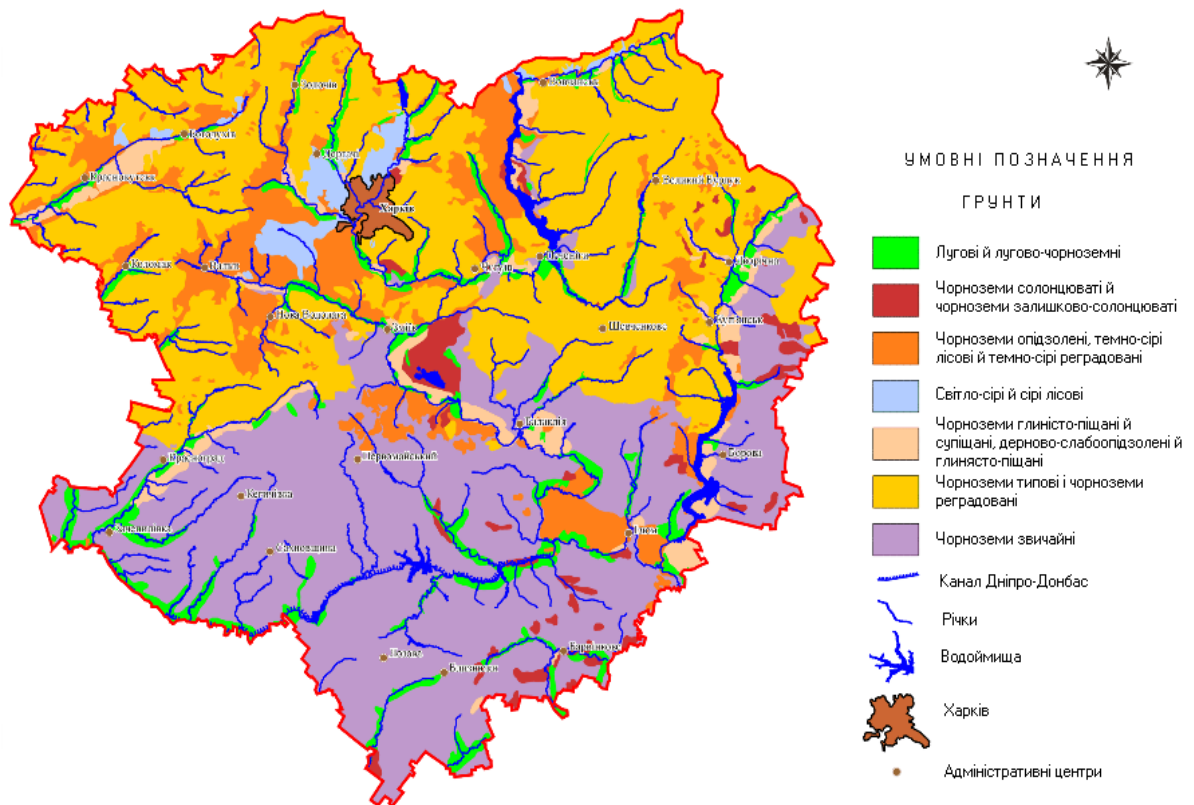 УМОВНІ ПОЗНАЧЕННЯ
ГРУНТИ
Лугові й лугово-чорноземні
Чорноземи солонцюваті й
чорноземи залишково-солонцюваті
Чорноземи опідзолені, темно-сірі
лісові й темно-сірі реградовані
Світло-сірі й сірі лісові
Чорноземи глинисто-піщані й
супіщані, дерново-слабоопідзолені й
глинясто-піщані
Чорноземи типові і чорноземи
реградовані
Чорноземи звичайні
Канал Дніпро-Донбас
Річки
Водоймища
Харків
Адміністративні центри
Золочів
Вовчанськ
Богодухів
Дергачі
Краснокутськ
Великий Бурлук
Харків
Коломак
Валки
Чугуїв
Дворічна
Нова Водолага
Зміїв
Шевченкове
Куп'янськ
Балаклія
Красноград
Первомайський
Борова
Кегичівка
Зачепилівка
Ізюм
Сахновщина
Лозова
Близнюки
Барвінкове